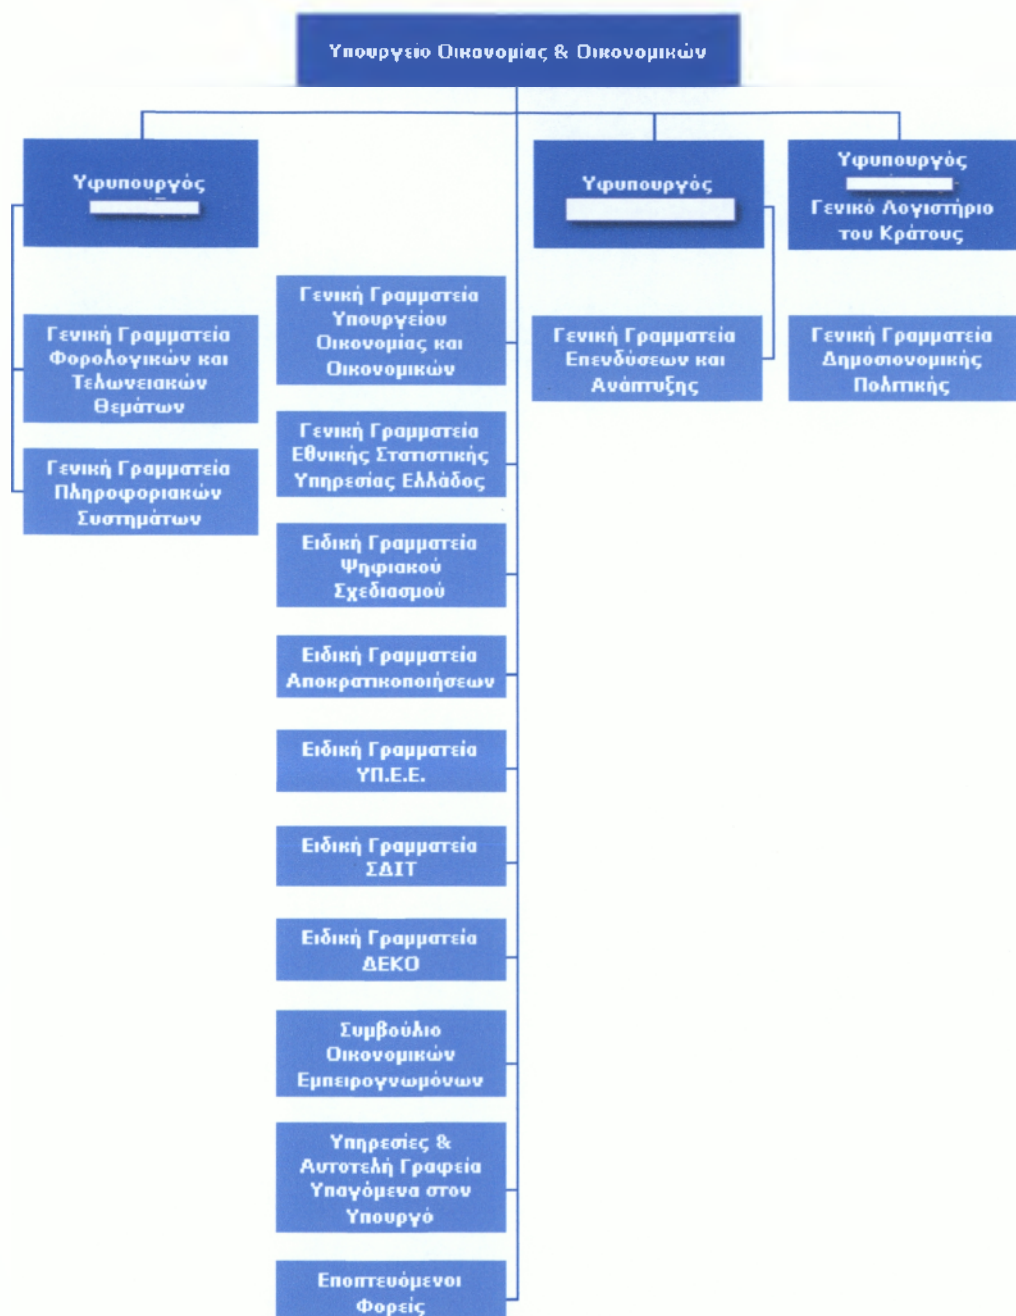 Υπουργείο Οικονομίας & Οικονομικών
Υφυπουργός
Γενική Γραμματεία
Φορολογικών και
Τελωνειακών
Θεμάτων
Γενική Γραμματεία
Πληροφοριακών
Συστημάτων
Γενική Γραμματεία
Υπουργείου
Οικονομίας και
Οικονομικών
Γενική Γραμματεία
Εθνικής Στατιστικής
Υπηρεσίας Ελλάδος
Ειδική Γραμματεία
Ψηφιακού
Σχεδιασμού
Ειδική Γραμματεία
Αποκρατικοποιήσεων
Ειδική Γραμματεία
ΥΠ.Ε.Ε.
Ειδική Γραμματεία
ΣΔΙΤ
Ειδική Γραμματεία
ΔΕΚΟ
Συμβούλιο
Οικονομικών
Εμπειρογνωμόνων
Υπηρεσίες &
Αυτοτελή Γραφεία
Υπαγόμενα στον
Υπουργό
Εποπτευόμενοι
Φορείς
Υφυπουργός
Γενική Γραμματεία
Επενδύσεων και
Ανάπτυξης
Υφυπουργός
Γενικό Λογιστήριο
του Κράτους
Γενική Γραμματεία
Δημοσιονομικής
Πολιτικής